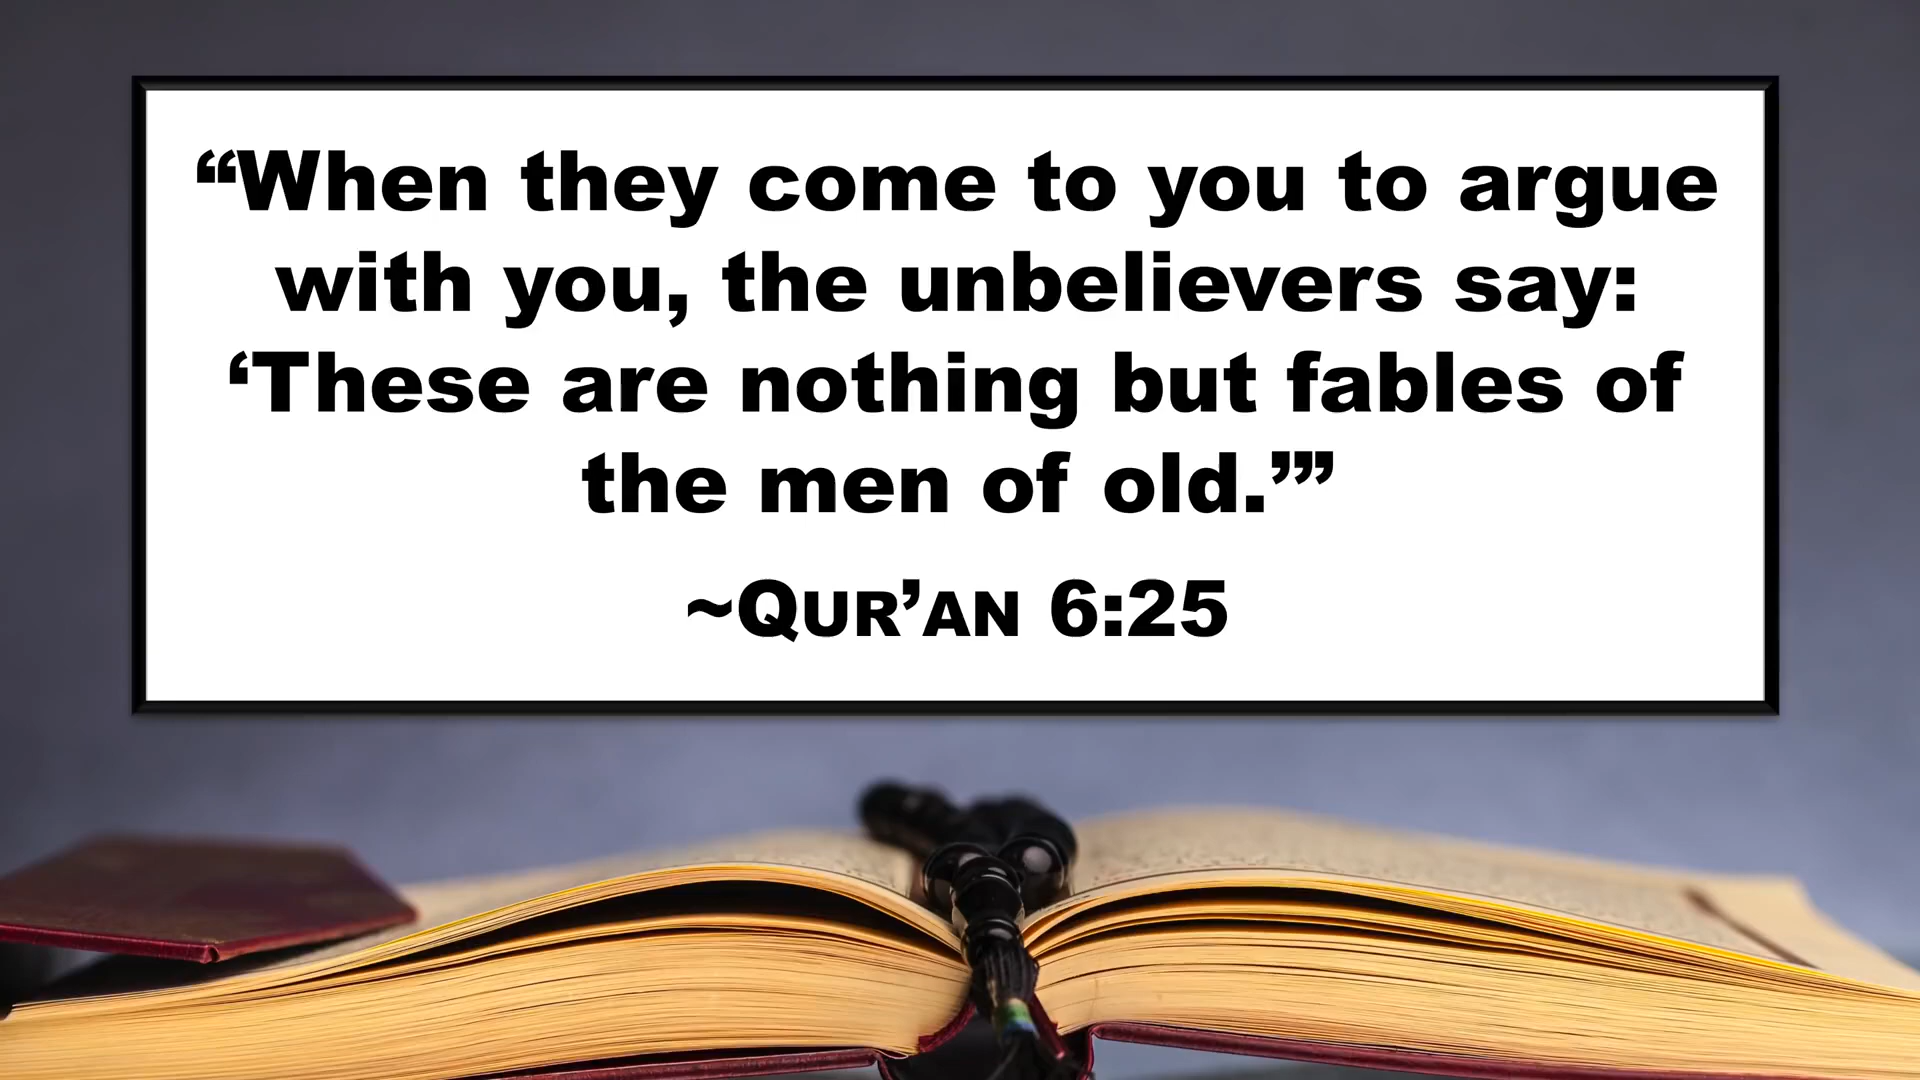 “When they come to you to argue
with you, the unbelievers say:
‘These are nothing but fables of
the men of old.’”
~Qur’an 6:25